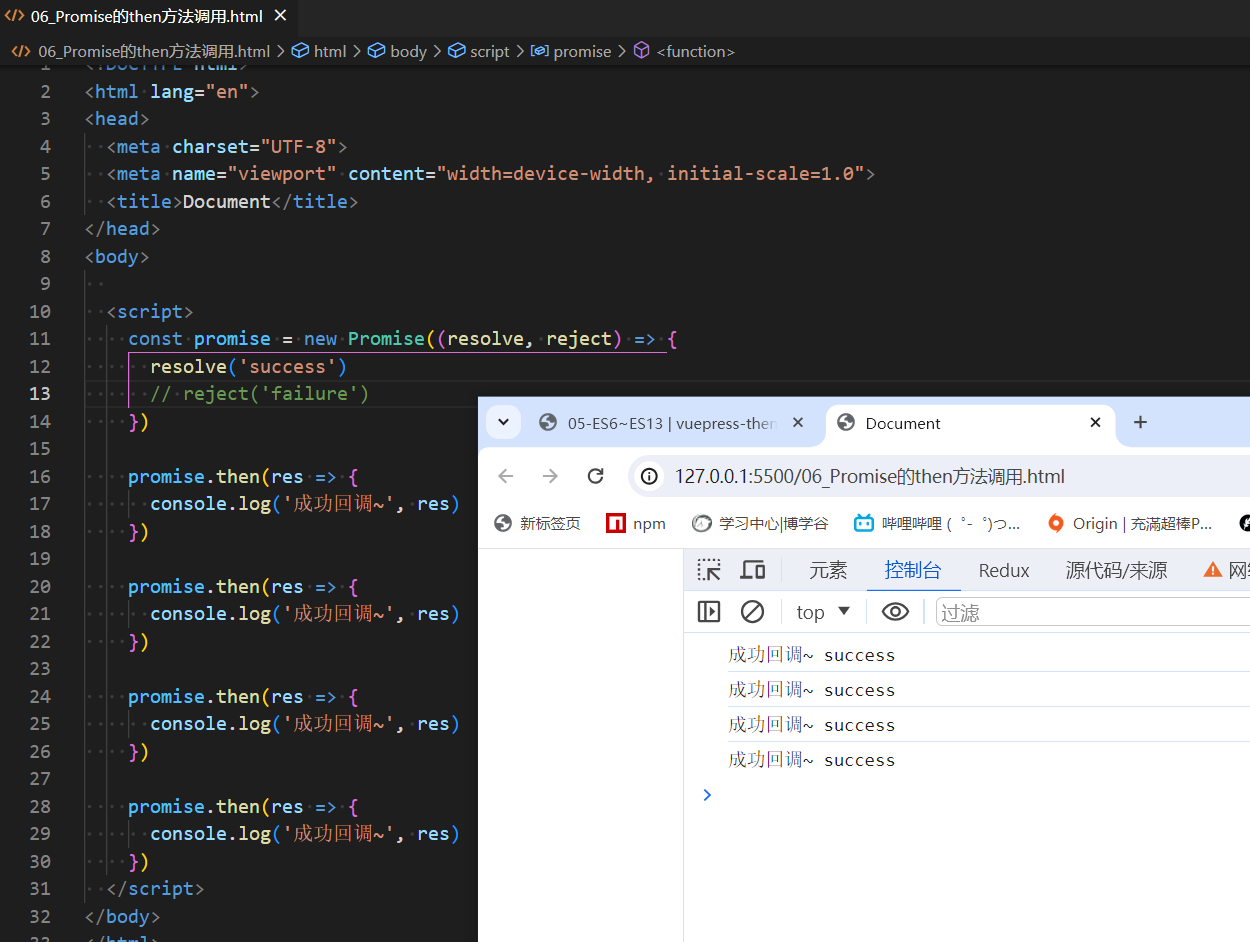 06_Promise的then方法调用.html
06_Promise的then方法调用.html > html > body > script > promise > <function>
1 <!DOCTYPE html>
2 <html lang="en">
3 <head>
4 <meta charset="UTF-8">
5 <meta name="viewport" content="width=device-width, initial-scale=1.0">
6 <title>Document</title>
7 </head>
8 <body>
9
10 <script>
11 const promise = new Promise((resolve, reject) => {
12 resolve('success')
13 // reject('failure')
14 })
15
16 promise.then(res => {
17 console.log('成功回调~', res)
18 })
19
20 promise.then(res => {
21 console.log('成功回调~', res)
22 })
23
24 promise.then(res => {
25 console.log('成功回调~', res)
26 })
27
28 promise.then(res => {
29 console.log('成功回调~', res)
30 })
31 </script>
32 </body>
33 </html>
05-ES6~ES13 | vuepress-then Document
127.0.0.1:5500/06_Promise的then方法调用.html
新标签页 npm 学习中心|博学谷 哔哩哔哩 (゜-゜)つ... Origin | 充滿超棒P...
元素 控制台 Redux 源代码/来源 网络
top 过滤
成功回调~ success
成功回调~ success
成功回调~ success
成功回调~ success